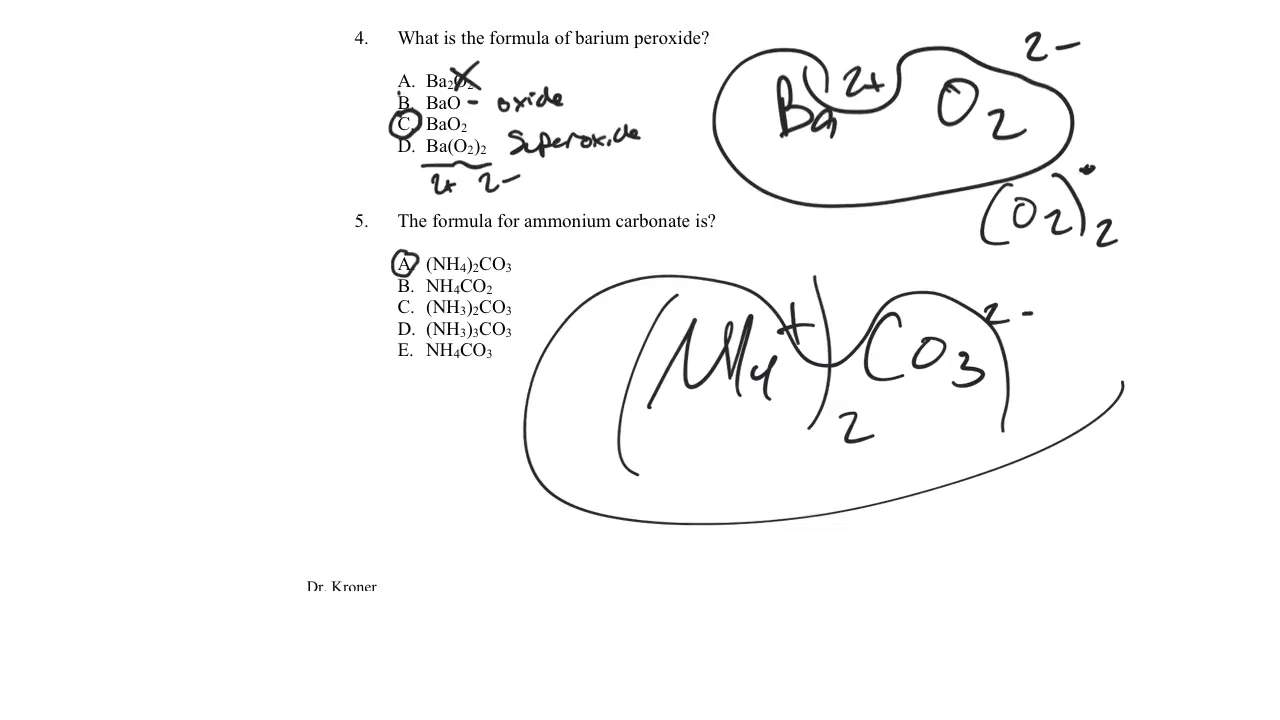 4. What is the formula of barium peroxide?
A. Ba₂O₂
B. BaO - oxide
C. BaO₂
D. Ba(O₂)₂ Superoxide
2+ 2-
Ba 2+ O₂ 2-
(O₂)₂
5. The formula for ammonium carbonate is?
A. (NH₄)₂CO₃
B. NH₄CO₂
C. (NH₃)₂CO₃
D. (NH₃)₃CO₃
E. NH₄CO₃
(NH₄⁺)₂ CO₃ 2-
Dr. Kroner